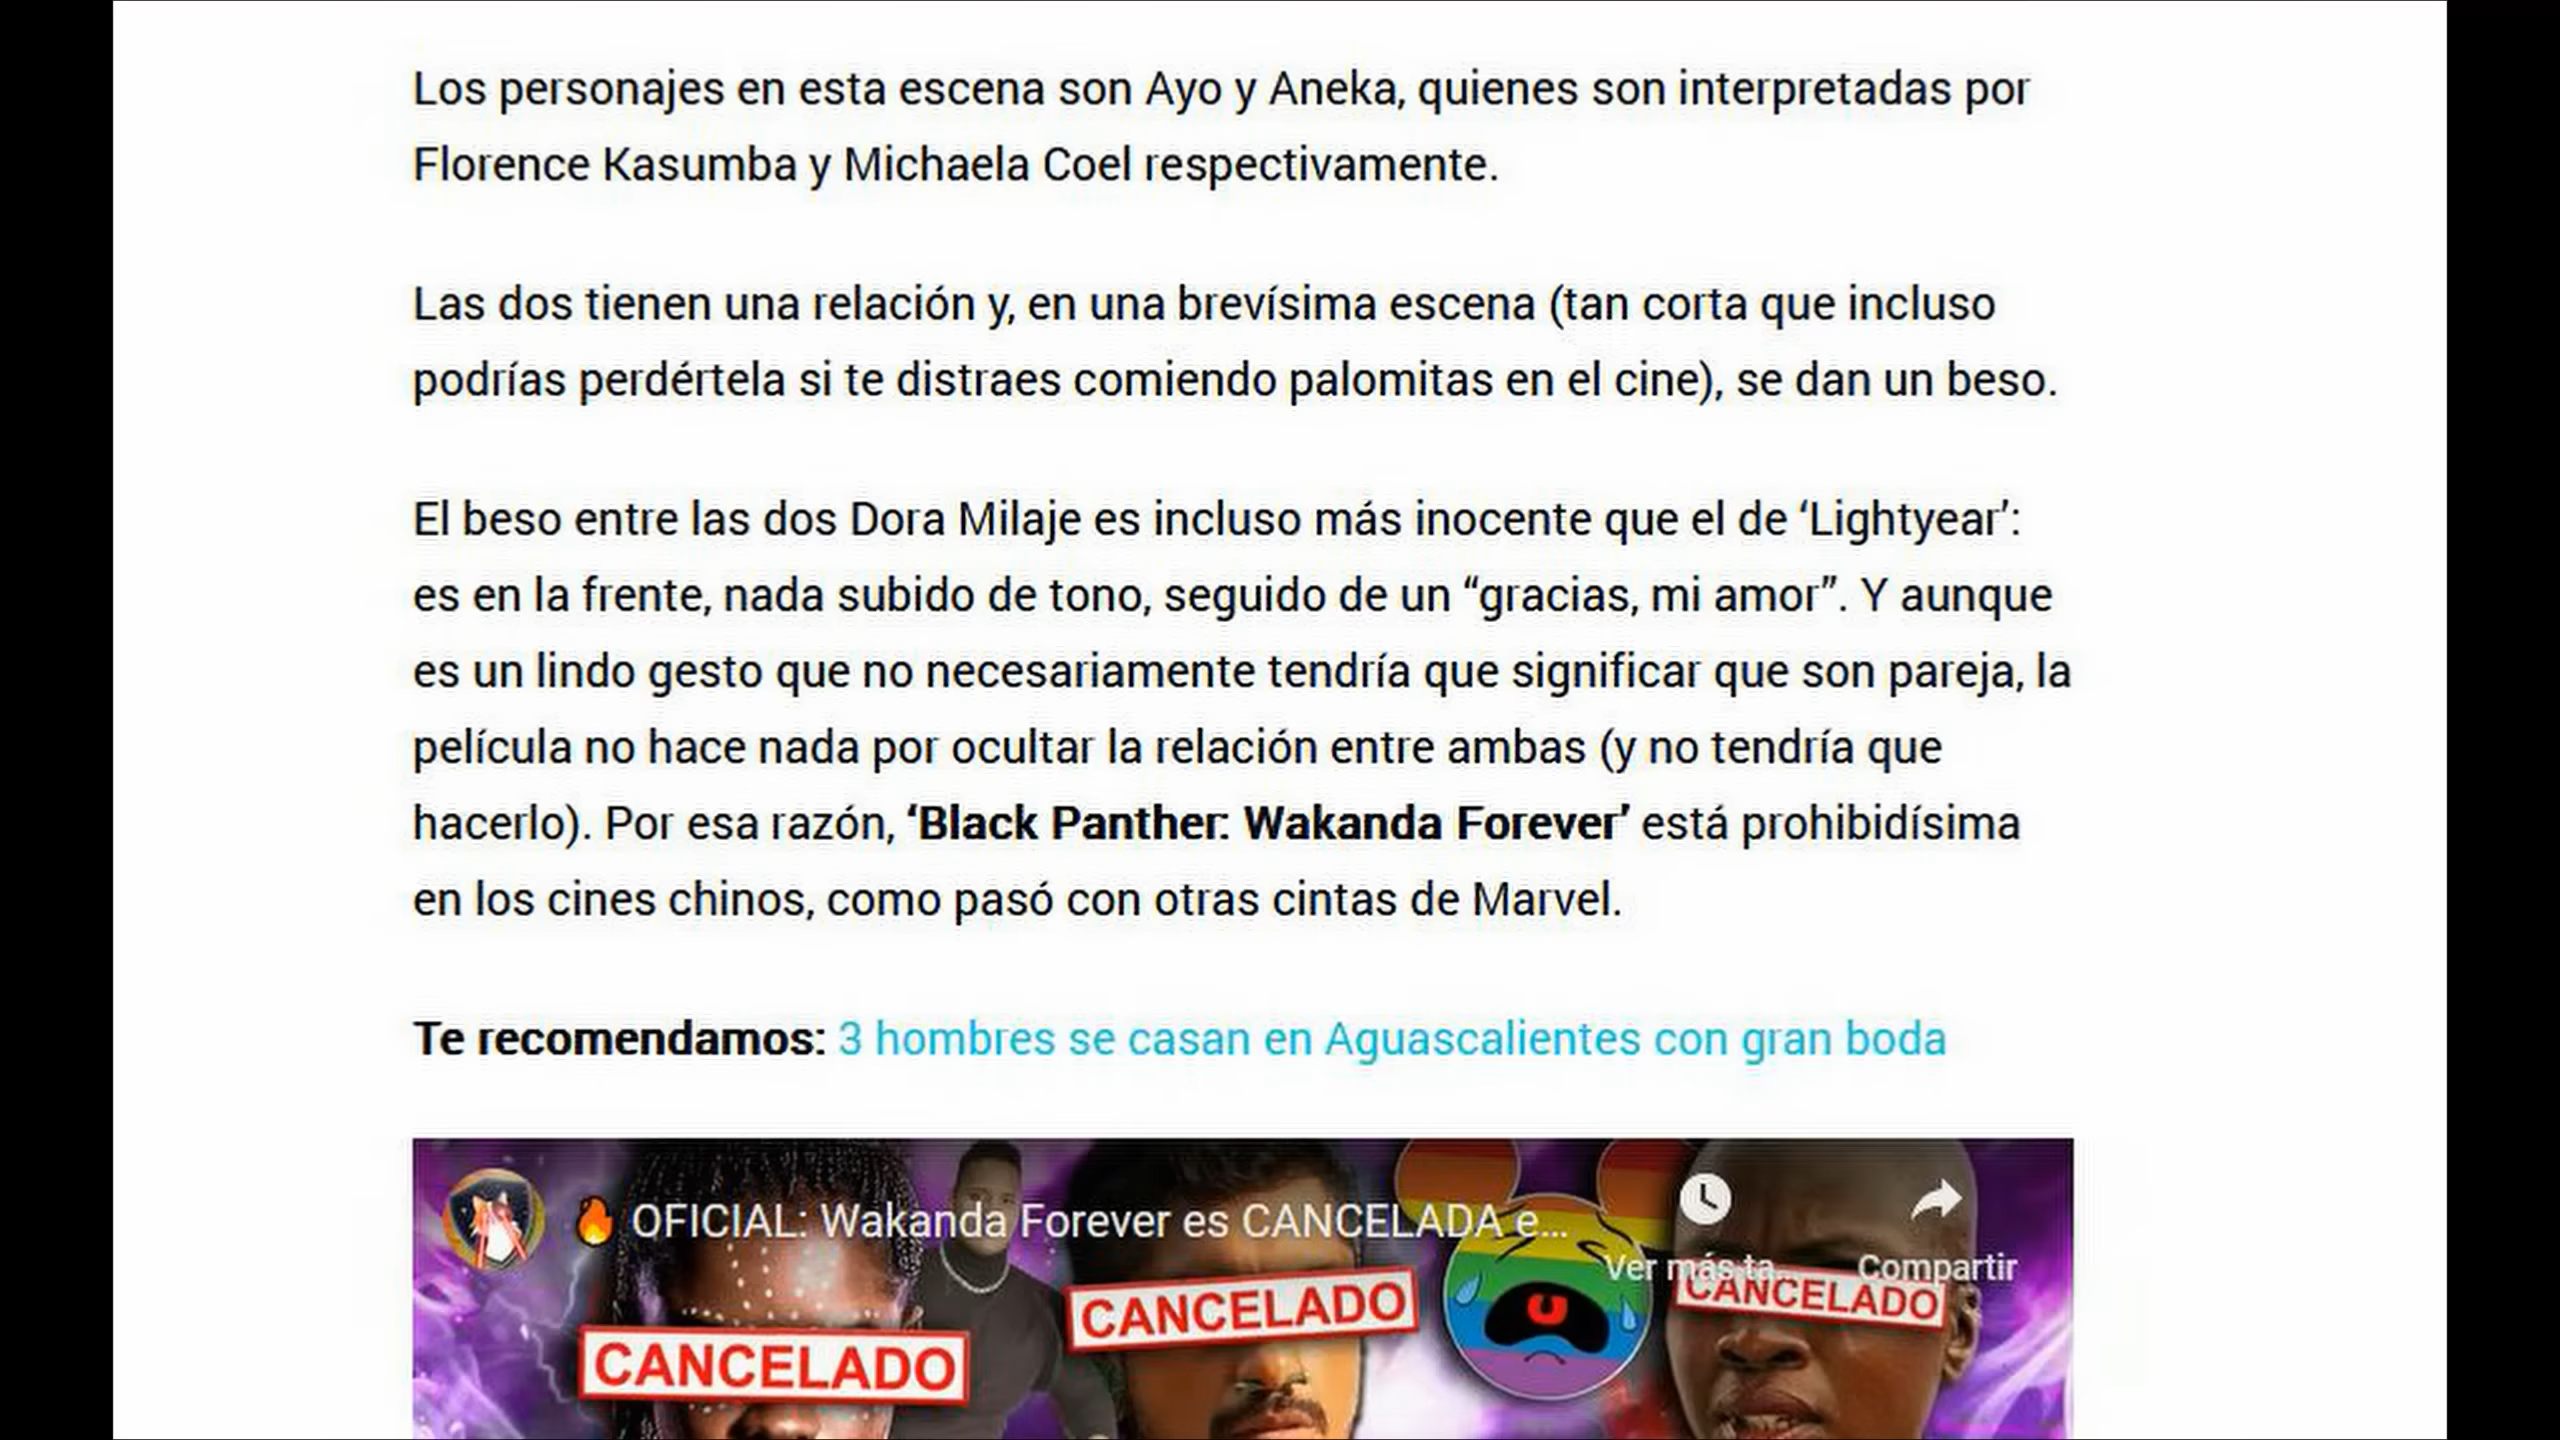 Los personajes en esta escena son Ayo y Aneka, quienes son interpretadas por
Florence Kasumba y Michaela Coel respectivamente.
Las dos tienen una relación y, en una brevísima escena (tan corta que incluso
podrías perdértela si te distraes comiendo palomitas en el cine), se dan un beso.
El beso entre las dos Dora Milaje es incluso más inocente que el de ‘Lightyear’:
es en la frente, nada subido de tono, seguido de un “gracias, mi amor”. Y aunque
es un lindo gesto que no necesariamente tendría que significar que son pareja, la
película no hace nada por ocultar la relación entre ambas (y no tendría que
hacerlo). Por esa razón, ‘Black Panther: Wakanda Forever’ está prohibidísima
en los cines chinos, como pasó con otras cintas de Marvel.
Te recomendamos: 3 hombres se casan en Aguascalientes con gran boda
OFICIAL: Wakanda Forever es CANCELADA e...
Ver más ta...
Compartir
CANCELADO
CANCELADO
CANCELADO